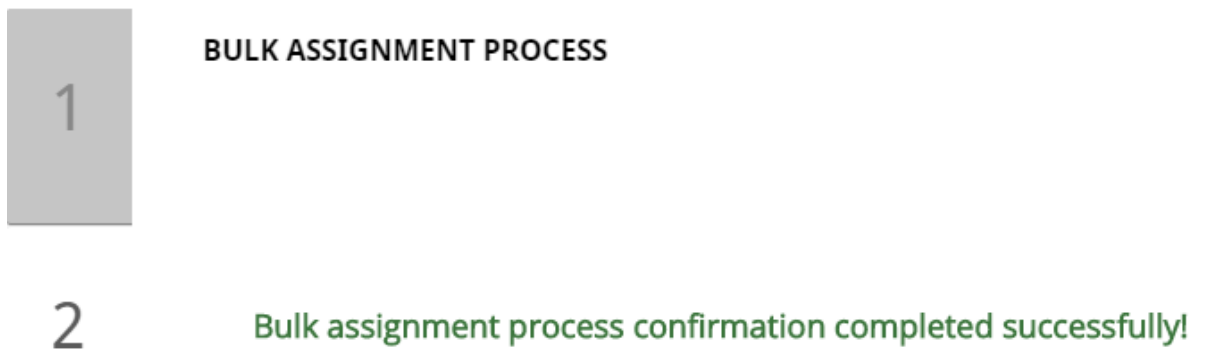 BULK ASSIGNMENT PROCESS
1
2
Bulk assignment process confirmation completed successfully!